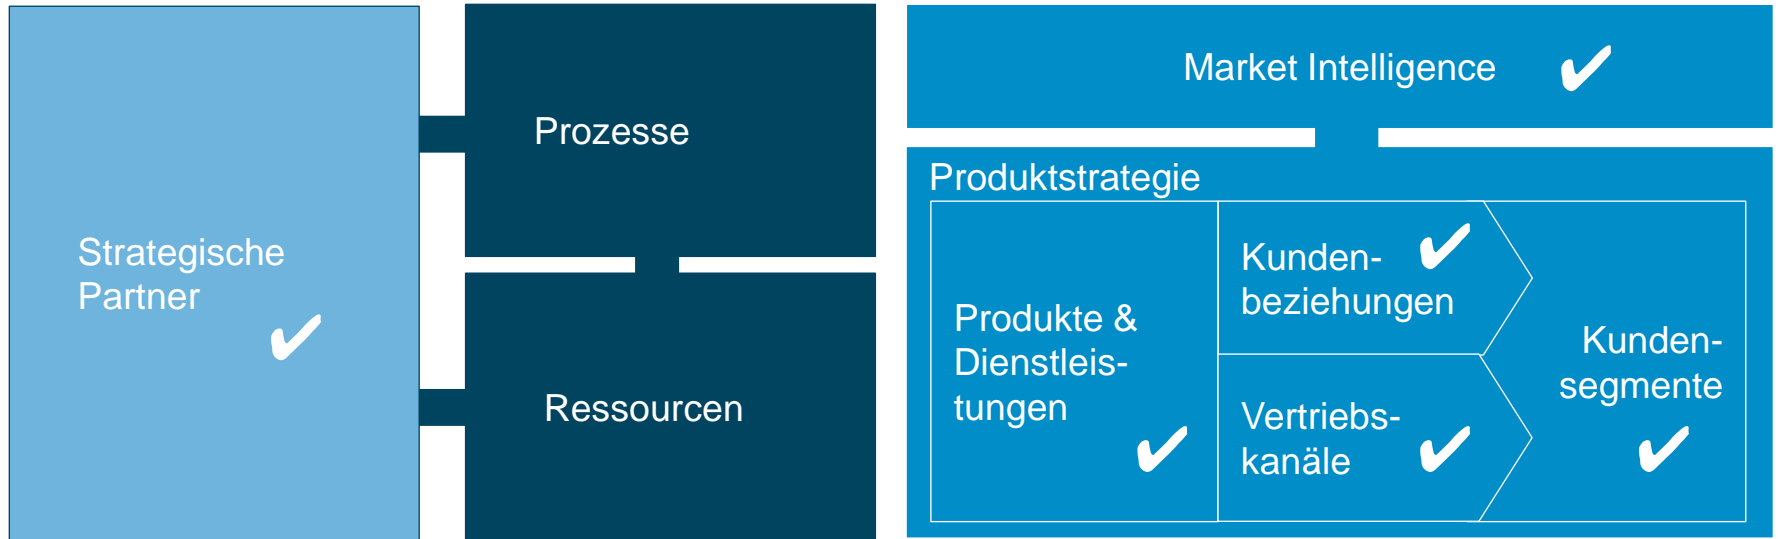 Strategische
Partner
Prozesse
Ressourcen
Market Intelligence
Produktstrategie
Produkte &
Dienstleis-
tungen
Kunden-
beziehungen
Vertriebs-
kanäle
Kunden-
segmente